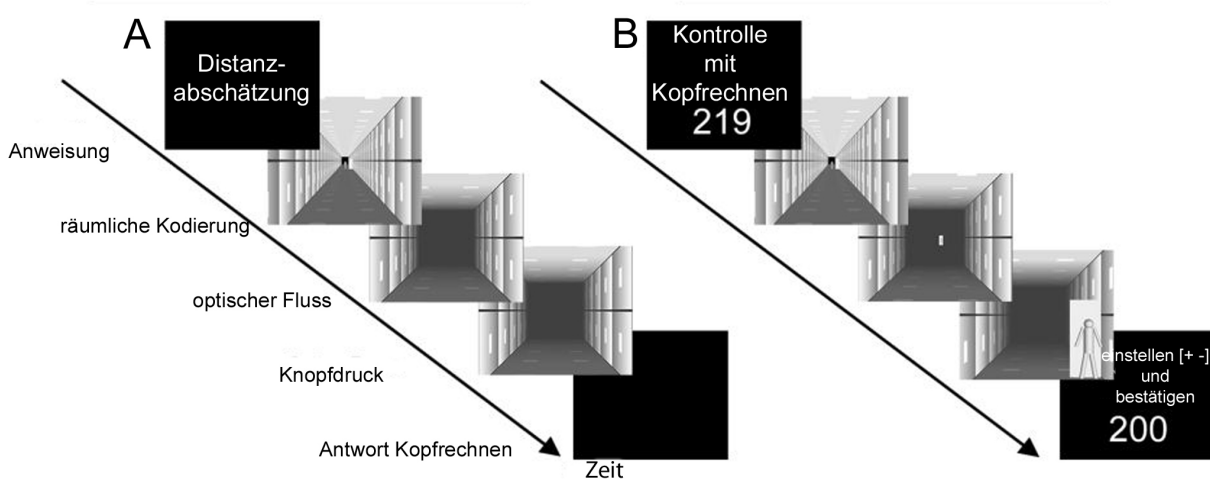 A
Distanz-
abschätzung
Anweisung
räumliche Kodierung
optischer Fluss
Knopfdruck
Antwort Kopfrechnen
Zeit
B
Kontrolle
mit
Kopfrechnen
219
einstellen [+ -]
und
bestätigen
200